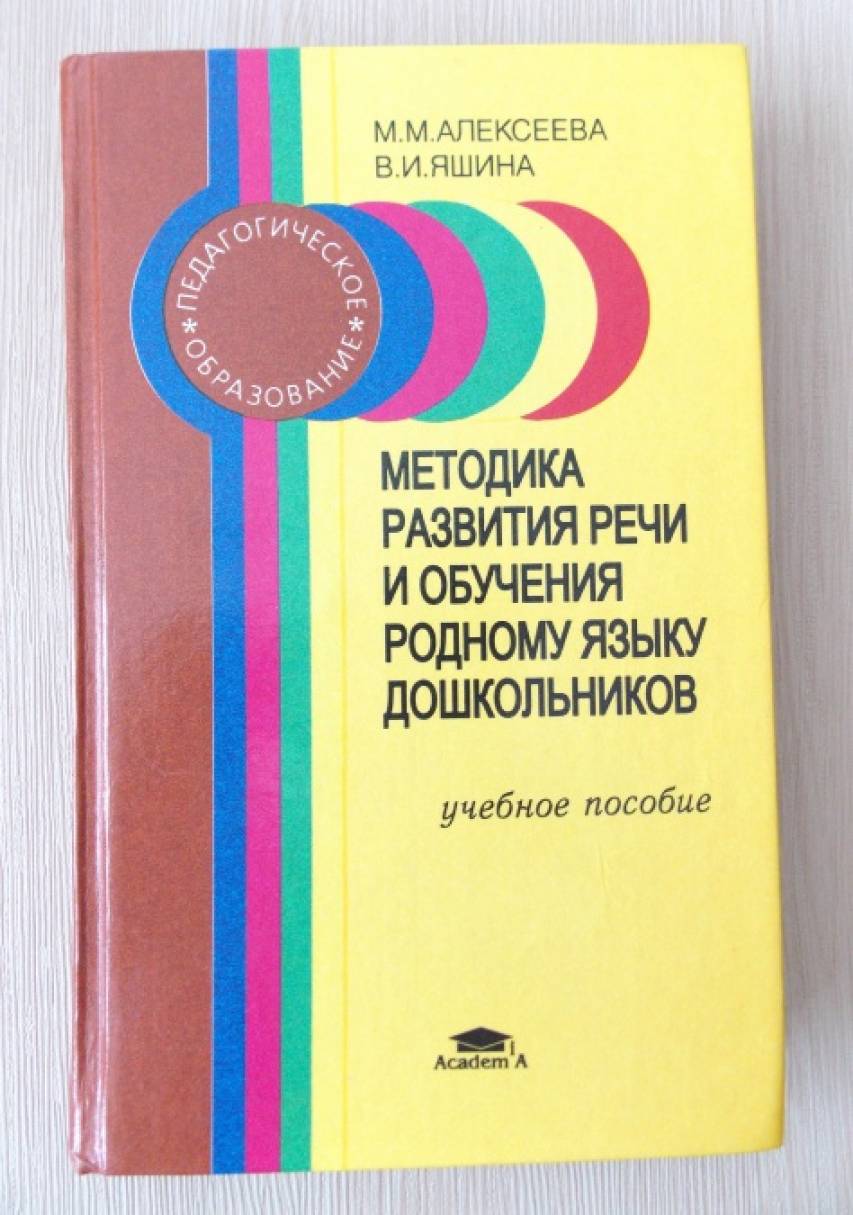 М.М.АЛЕКСЕЕВА
В.И.ЯШИНА
ПЕДАГОГИЧЕСКОЕ
* ОБРАЗОВАНИЕ *
МЕТОДИКА
РАЗВИТИЯ РЕЧИ
И ОБУЧЕНИЯ
РОДНОМУ ЯЗЫКУ
ДОШКОЛЬНИКОВ
учебное пособие
Academ'A